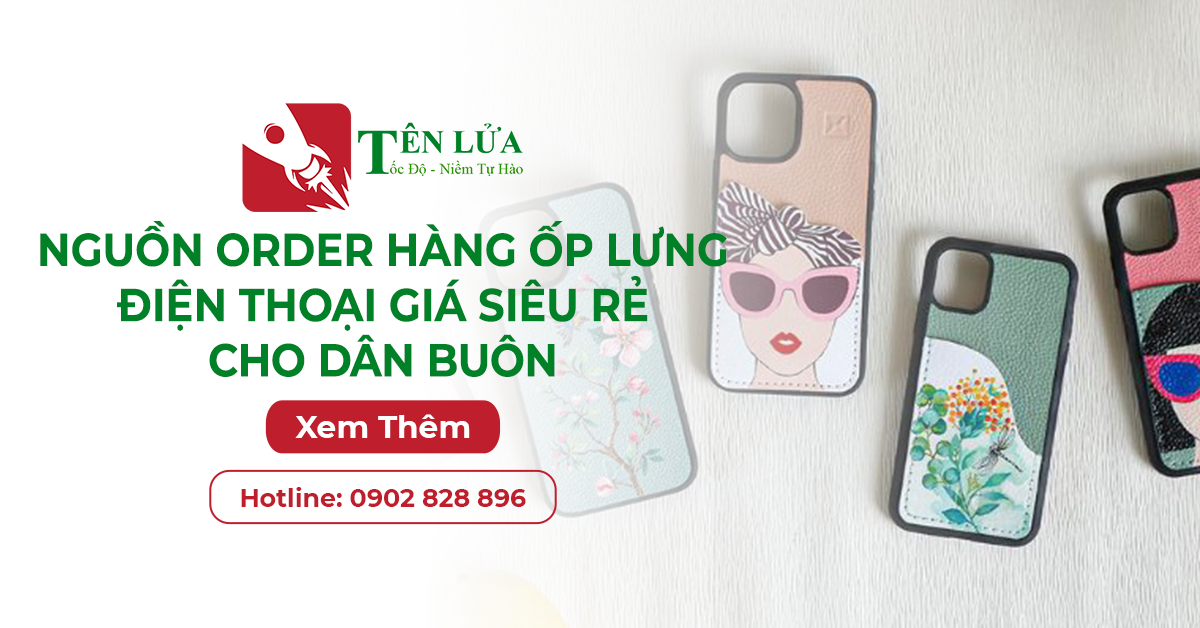 TÊN LỬA
Tốc Độ - Niềm Tự Hào
NGUỒN ORDER HÀNG ỐP LƯNG
ĐIỆN THOẠI GIÁ SIÊU RẺ
CHO DÂN BUÔN
Xem Thêm
Hotline: 0902 828 896